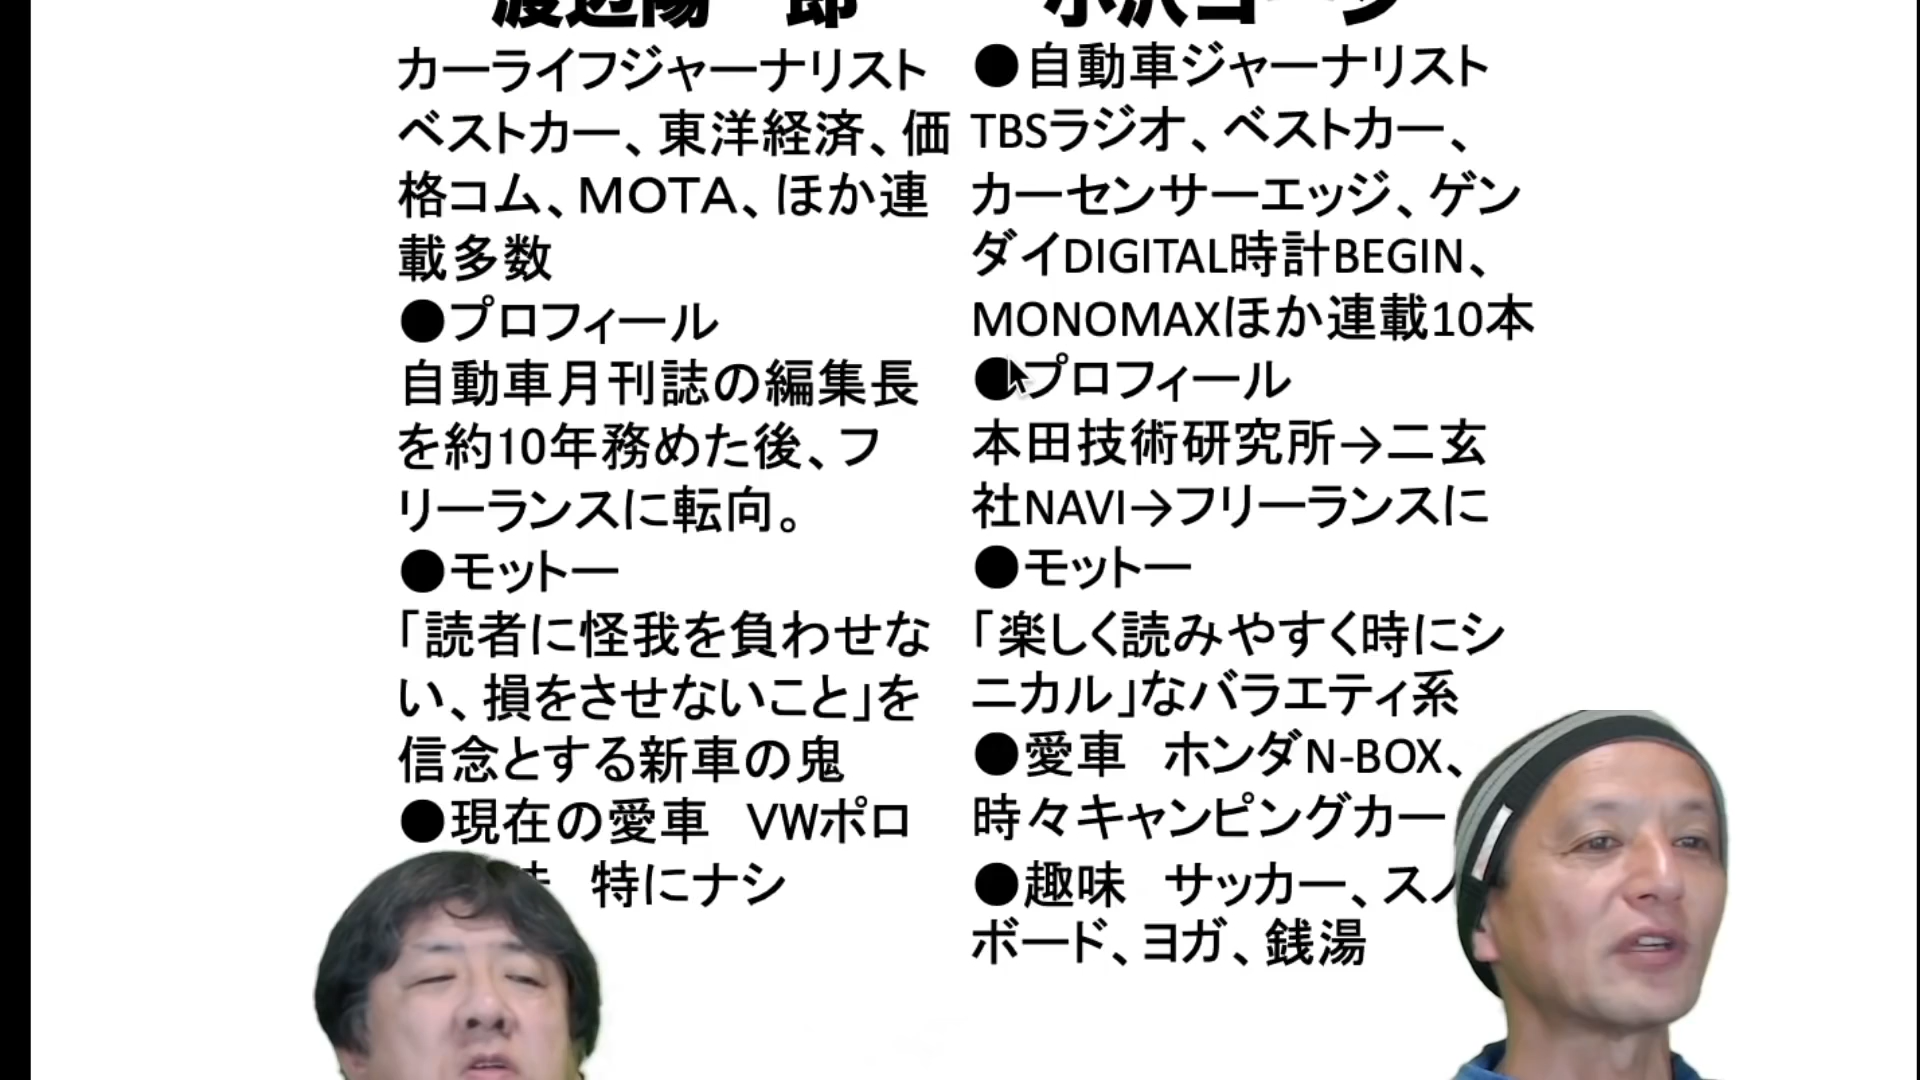 カーライフジャーナリスト
ベストカー、東洋経済、価
格コム、MOTA、ほか連
載多数
●プロフィール
自動車月刊誌の編集長
を約10年務めた後、フ
リーランスに転向。
●モットー
「読者に怪我を負わせな
い、損をさせないこと」を
信念とする新車の鬼
●現在の愛車　VWポロ
特にナシ
●自動車ジャーナリスト
TBSラジオ、ベストカー、
カーセンサーエッジ、ゲン
ダイDIGITAL時計BEGIN、
MONOMAXほか連載10本
●プロフィール
本田技術研究所→二玄
社NAVI→フリーランスに
●モットー
「楽しく読みやすく時にシ
ニカル」なバラエティ系
●愛車　ホンダN-BOX、
時々キャンピングカー
●趣味　サッカー、スノ
ボード、ヨガ、銭湯